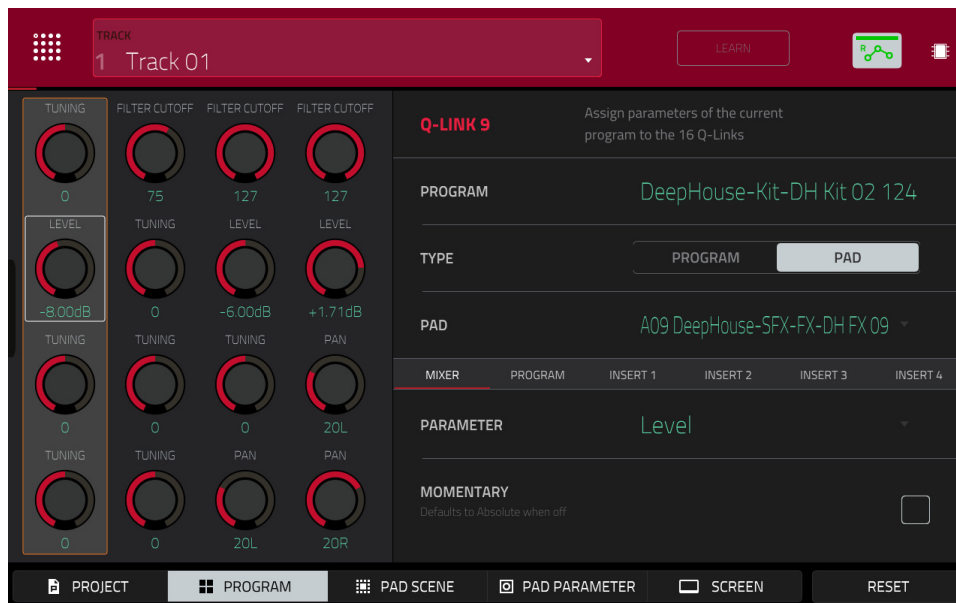 TRACK
1 Track 01
LEARN
R
TUNING FILTER CUTOFF FILTER CUTOFF FILTER CUTOFF
0 75 127 127
LEVEL TUNING LEVEL LEVEL
-8.00dB 0 -6.00dB +1.71dB
TUNING TUNING TUNING PAN
0 0 0 20L
TUNING TUNING PAN PAN
0 0 20L 20R
Q-LINK 9
Assign parameters of the current
program to the 16 Q-Links
PROGRAM DeepHouse-Kit-DH Kit 02 124
TYPE PROGRAM PAD
PAD A09 DeepHouse-SFX-FX-DH FX 09
MIXER PROGRAM INSERT 1 INSERT 2 INSERT 3 INSERT 4
PARAMETER Level
MOMENTARY
Defaults to Absolute when off
PROJECT PROGRAM PAD SCENE PAD PARAMETER SCREEN RESET